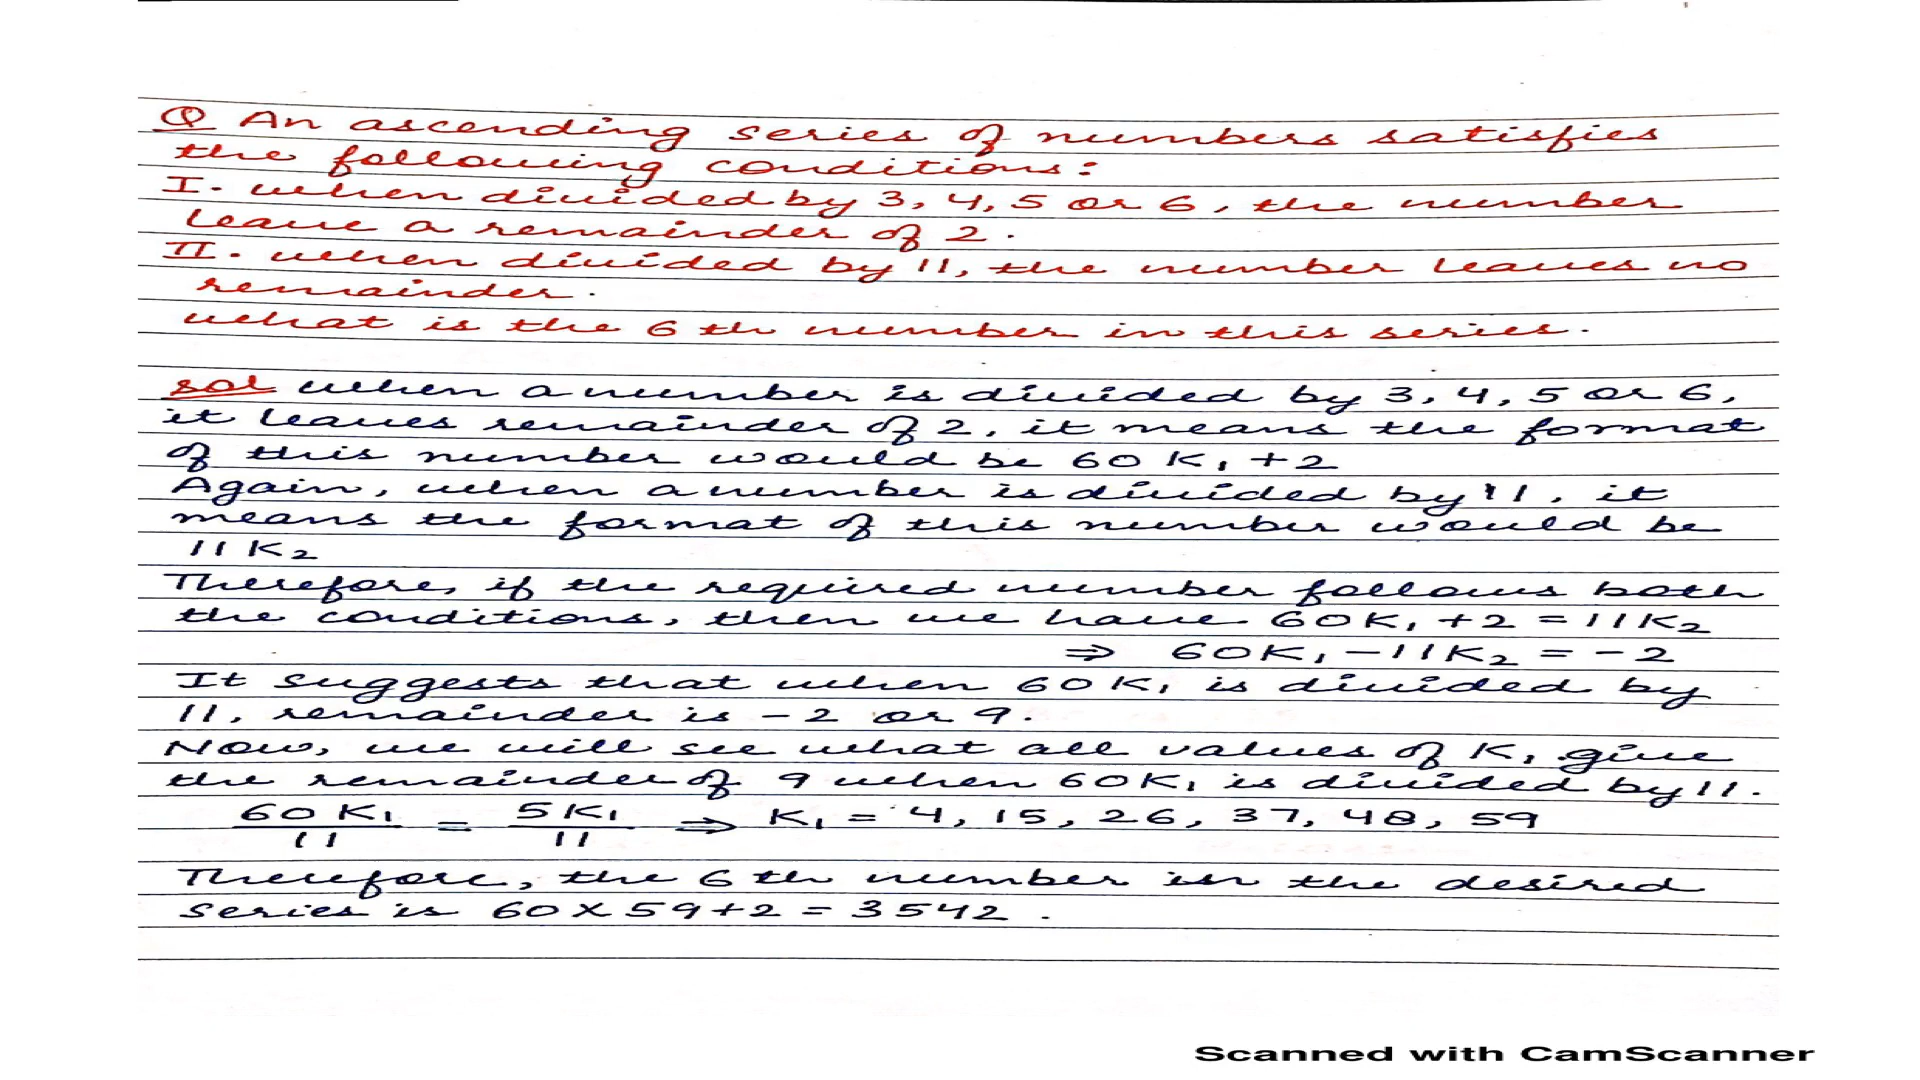 Q An ascending series of numbers satisfies
the following conditions:
I. when divided by 3, 4, 5 or 6, the number
leave a remainder of 2.
II. when divided by 11, the number leaves no
remainder.
what is the 6th number in this series.
sol when a number is divided by 3, 4, 5 or 6,
it leaves remainder of 2, it means the format
of this number would be 60 K₁ + 2
Again, when a number is divided by 11, it
means the format of this number would be
11 K₂
Therefore, if the required number follows both
the conditions, then we have 60K₁ + 2 = 11K₂
⇒ 60K₁ - 11K₂ = -2
It suggests that when 60K₁ is divided by
11, remainder is -2 or 9.
Now, we will see what all values of K₁ give
the remainder of 9 when 60K₁ is divided by 11.
60 K₁ / 11 = 5K₁ / 11 ⇒ K₁ = 4, 15, 26, 37, 48, 59
Therefore, the 6th number in the desired
series is 60 X 59 + 2 = 3542.
Scanned with CamScanner